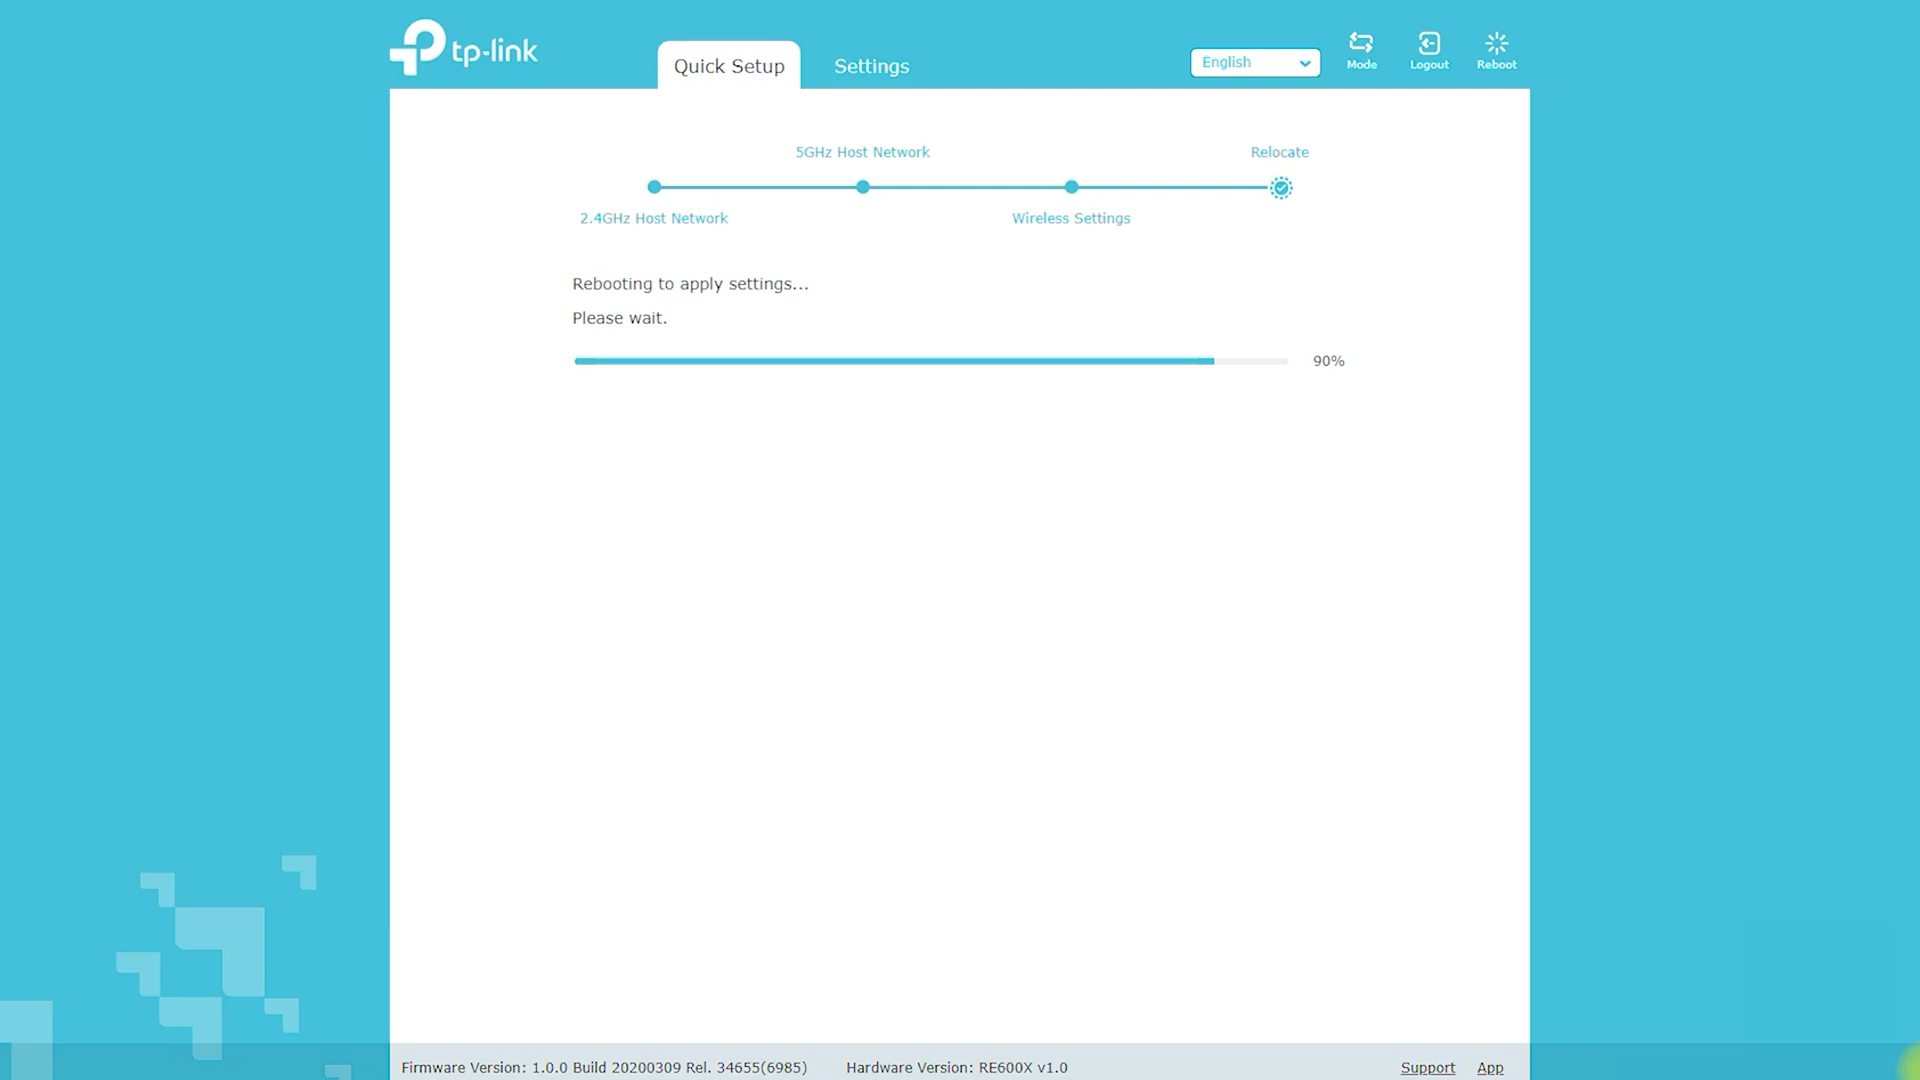 tp-link
Quick Setup
Settings
English
Mode
Logout
Reboot
5GHz Host Network
Relocate
2.4GHz Host Network
Wireless Settings
Rebooting to apply settings...
Please wait.
90%
Firmware Version: 1.0.0 Build 20200309 Rel. 34655(6985)
Hardware Version: RE600X v1.0
Support
App